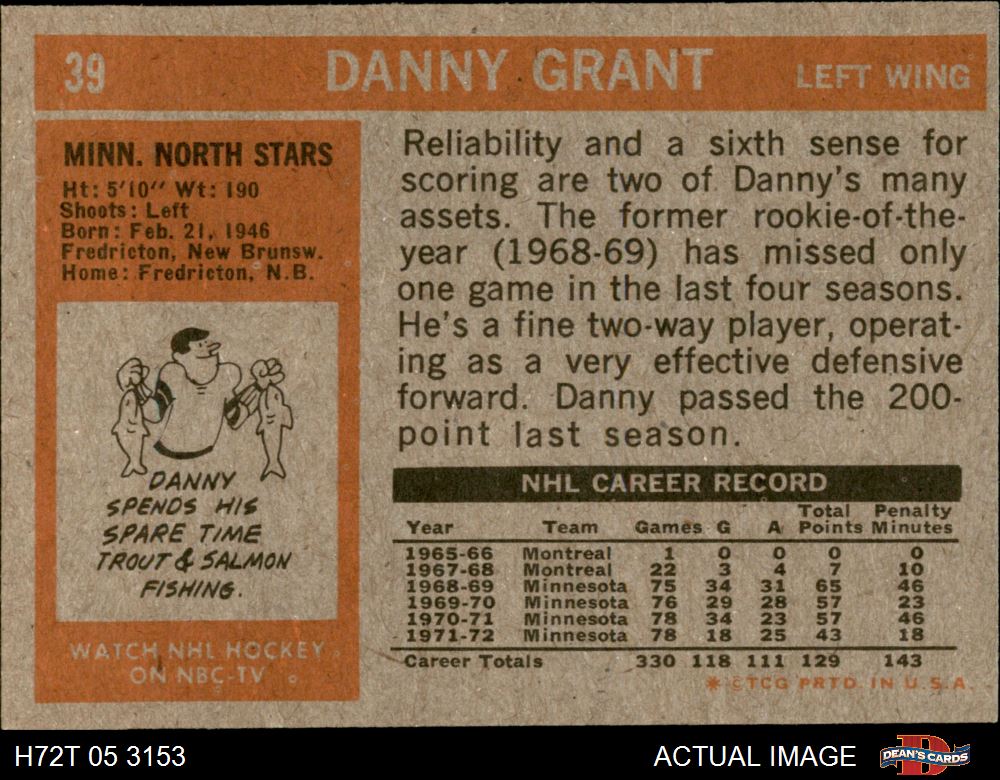 39 DANNY GRANT LEFT WING
MINN. NORTH STARS
Ht: 5'10" Wt: 190
Shoots: Left
Born: Feb. 21, 1946
Fredricton, New Brunsw.
Home: Fredricton, N.B.
DANNY
SPENDS HIS
SPARE TIME
TROUT & SALMON
FISHING.
WATCH NHL HOCKEY
ON NBC-TV
Reliability and a sixth sense for
scoring are two of Danny's many
assets. The former rookie-of-the-
year (1968-69) has missed only
one game in the last four seasons.
He's a fine two-way player, operat-
ing as a very effective defensive
forward. Danny passed the 200-
point last season.
NHL CAREER RECORD
Year Team Games G A Total Points Penalty Minutes
1965-66 Montreal 1 0 0 0 0
1967-68 Montreal 22 3 4 7 10
1968-69 Minnesota 75 34 31 65 46
1969-70 Minnesota 76 29 28 57 23
1970-71 Minnesota 78 34 23 57 46
1971-72 Minnesota 78 18 25 43 18
Career Totals 330 118 111 129 143
* ©TCG PRTD. IN U.S.A.
H72T 05 3153 ACTUAL IMAGE DEAN'S CARDS